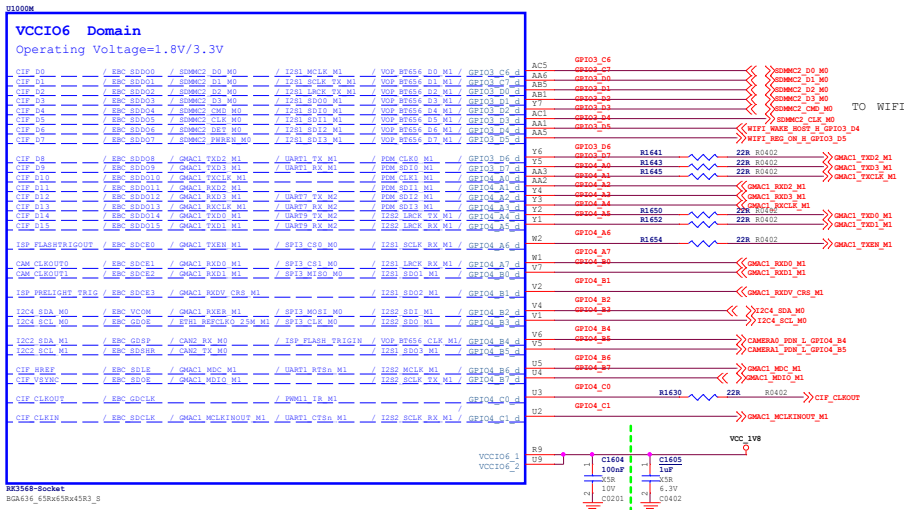 U1000M
VCCIO6 Domain
Operating Voltage=1.8V/3.3V
CIF_D0 / EBC_SDDO0 / SDMMC2_D0_M0 / I2S1_MCLK_M1 / VOP_BT656_D0_M1 / GPIO3_C6_d AC5 GPIO3_C6 SDMMC2_D0_M0
CIF_D1 / EBC_SDDO1 / SDMMC2_D1_M0 / I2S1_SCLK_TX_M1 / VOP_BT656_D1_M1 / GPIO3_C7_d AA6 GPIO3_C7 SDMMC2_D1_M0
CIF_D2 / EBC_SDDO2 / SDMMC2_D2_M0 / I2S1_LRCK_TX_M1 / VOP_BT656_D2_M1 / GPIO3_D0_d AB5 GPIO3_D0 SDMMC2_D2_M0
CIF_D3 / EBC_SDDO3 / SDMMC2_D3_M0 / I2S1_SDO0_M1 / VOP_BT656_D3_M1 / GPIO3_D1_d AB1 GPIO3_D1 SDMMC2_D3_M0
CIF_D4 / EBC_SDDO4 / SDMMC2_CMD_M0 / I2S1_SDI0_M1 / VOP_BT656_D4_M1 / GPIO3_D2_d Y7 GPIO3_D2 SDMMC2_CMD_M0 TO WIFI
CIF_D5 / EBC_SDDO5 / SDMMC2_CLK_M0 / I2S1_SDI1_M1 / VOP_BT656_D5_M1 / GPIO3_D3_d AC1 GPIO3_D3 SDMMC2_CLK_M0
CIF_D6 / EBC_SDDO6 / SDMMC2_DET_M0 / I2S1_SDI2_M1 / VOP_BT656_D6_M1 / GPIO3_D4_d AA1 GPIO3_D4 WIFI_WAKE_HOST_H_GPIO3_D4
CIF_D7 / EBC_SDDO7 / SDMMC2_PWREN_M0 / I2S1_SDI3_M1 / VOP_BT656_D7_M1 / GPIO3_D5_d AA5 GPIO3_D5 WIFI_REG_ON_H_GPIO3_D5
CIF_D8 / EBC_SDDO8 / GMAC1_TXD2_M1 / UART1_TX_M1 / PDM_CLK0_M1 / GPIO3_D6_d Y6 GPIO3_D6 R1641 22R R0402 GMAC1_TXD2_M1
CIF_D9 / EBC_SDDO9 / GMAC1_TXD3_M1 / UART1_RX_M1 / PDM_SDI0_M1 / GPIO3_D7_d Y5 GPIO3_D7 R1643 22R R0402 GMAC1_TXD3_M1
CIF_D10 / EBC_SDDO10 / GMAC1_TXCLK_M1 / PDM_CLK1_M1 / GPIO4_A0_d AA3 GPIO4_A0 R1645 22R R0402 GMAC1_TXCLK_M1
CIF_D11 / EBC_SDDO11 / GMAC1_RXD2_M1 / PDM_SDI1_M1 / GPIO4_A1_d AA2 GPIO4_A1 GMAC1_RXD2_M1
CIF_D12 / EBC_SDDO12 / GMAC1_RXD3_M1 / UART7_TX_M2 / PDM_SDI2_M1 / GPIO4_A2_d Y4 GPIO4_A2 GMAC1_RXD3_M1
CIF_D13 / EBC_SDDO13 / GMAC1_RXCLK_M1 / UART7_RX_M2 / PDM_SDI3_M1 / GPIO4_A3_d Y3 GPIO4_A3 GMAC1_RXCLK_M1
CIF_D14 / EBC_SDDO14 / GMAC1_TXD0_M1 / UART9_TX_M2 / I2S2_LRCK_TX_M1 / GPIO4_A4_d Y2 GPIO4_A4 R1650 22R R0402 GMAC1_TXD0_M1
CIF_D15 / EBC_SDDO15 / GMAC1_TXD1_M1 / UART9_RX_M2 / I2S2_LRCK_RX_M1 / GPIO4_A5_d Y1 GPIO4_A5 R1652 22R R0402 GMAC1_TXD1_M1
ISP_FLASHTRIGOUT / EBC_SDCE0 / GMAC1_TXEN_M1 / SPI3_CS0_M0 / I2S1_SCLK_RX_M1 / GPIO4_A6_d W2 GPIO4_A6 R1654 22R R0402 GMAC1_TXEN_M1
CAM_CLKOUT0 / EBC_SDCE1 / GMAC1_RXD0_M1 / SPI3_CS1_M0 / I2S1_LRCK_RX_M1 / GPIO4_A7_d W1 GPIO4_A7 GMAC1_RXD0_M1
CAM_CLKOUT1 / EBC_SDCE2 / GMAC1_RXD1_M1 / SPI3_MISO_M0 / I2S1_SDO1_M1 / GPIO4_B0_d V7 GPIO4_B0 GMAC1_RXD1_M1
ISP_PRELIGHT_TRIG / EBC_SDCE3 / GMAC1_RXDV_CRS_M1 / I2S1_SDO2_M1 / GPIO4_B1_d V2 GPIO4_B1 GMAC1_RXDV_CRS_M1
I2C4_SDA_M0 / EBC_VCOM / GMAC1_RXER_M1 / SPI3_MOSI_M0 / I2S2_SDI_M1 / GPIO4_B2_d V4 GPIO4_B2 I2C4_SDA_M0
I2C4_SCL_M0 / EBC_GDOE / ETH1_REFCLKO_25M_M1 / SPI3_CLK_M0 / I2S2_SDO_M1 / GPIO4_B3_d V1 GPIO4_B3 I2C4_SCL_M0
I2C2_SDA_M1 / EBC_GDSP / CAN2_RX_M0 / ISP_FLASH_TRIGIN / VOP_BT656_CLK_M1 / GPIO4_B4_d V6 GPIO4_B4 CAMERA0_PDN_L_GPIO4_B4
I2C2_SCL_M1 / EBC_SDSHR / CAN2_TX_M0 / I2S1_SDO3_M1 / GPIO4_B5_d V5 GPIO4_B5 CAMERA1_PDN_L_GPIO4_B5
CIF_HREF / EBC_SDLE / GMAC1_MDC_M1 / UART1_RTSn_M1 / I2S2_MCLK_M1 / GPIO4_B6_d U5 GPIO4_B6 GMAC1_MDC_M1
CIF_VSYNC / EBC_SDOE / GMAC1_MDIO_M1 / I2S2_SCLK_TX_M1 / GPIO4_B7_d U4 GPIO4_B7 GMAC1_MDIO_M1
CIF_CLKOUT / EBC_GDCLK / PWM11_IR_M1 / GPIO4_C0_d U3 GPIO4_C0 R1630 22R R0402 CIF_CLKOUT
CIF_CLKIN / EBC_SDCLK / GMAC1_MCLKINOUT_M1 / UART1_CTSn_M1 / I2S2_SCLK_RX_M1 / GPIO4_C1_d U2 GPIO4_C1 GMAC1_MCLKINOUT_M1
VCC_1V8
VCCIO6_1 R9
VCCIO6_2 U9
C1604 C1605
100nF 1uF
X5R X5R
10V 6.3V
C0201 C0402
1 2 1 2
RK3568-Socket
BGA636_65Rx65Rx45R3_S